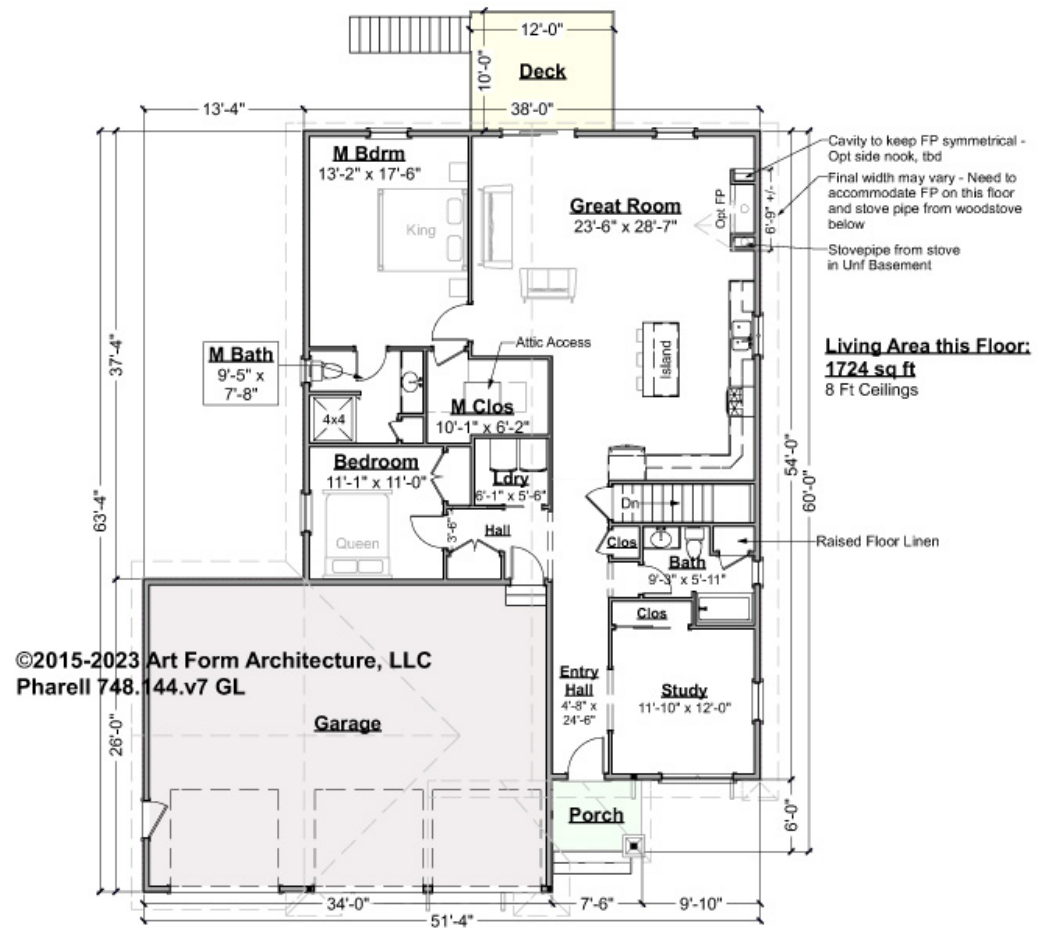 12'-0"
10'-0"
Deck
13'-4"
38'-0"
M Bdrm
13'-2" x 17'-6"
King
Great Room
23'-6" x 28'-7"
Opt FP
6'-9" +/-
Cavity to keep FP symmetrical -
Opt side nook, tbd
Final width may vary - Need to
accommodate FP on this floor
and stove pipe from woodstove
below
Stovepipe from stove
in Unf Basement
Living Area this Floor:
1724 sq ft
8 Ft Ceilings
37'-4"
M Bath
9'-5" x
7'-8"
Attic Access
Island
4x4
M Clos
10'-1" x 6'-2"
Bedroom
11'-1" x 11'-0"
Queen
Ldry
6'-1" x 5'-6"
3'-6"
Hall
Dn
54'-0"
60'-0"
63'-4"
Clos
Raised Floor Linen
Bath
9'-3" x 5'-11"
Clos
©2015-2023 Art Form Architecture, LLC
Pharell 748.144.v7 GL
Entry
Hall
4'-8" x
24'-6"
Study
11'-10" x 12'-0"
Garage
26'-0"
Porch
6'-0"
34'-0"
7'-6"
9'-10"
51'-4"